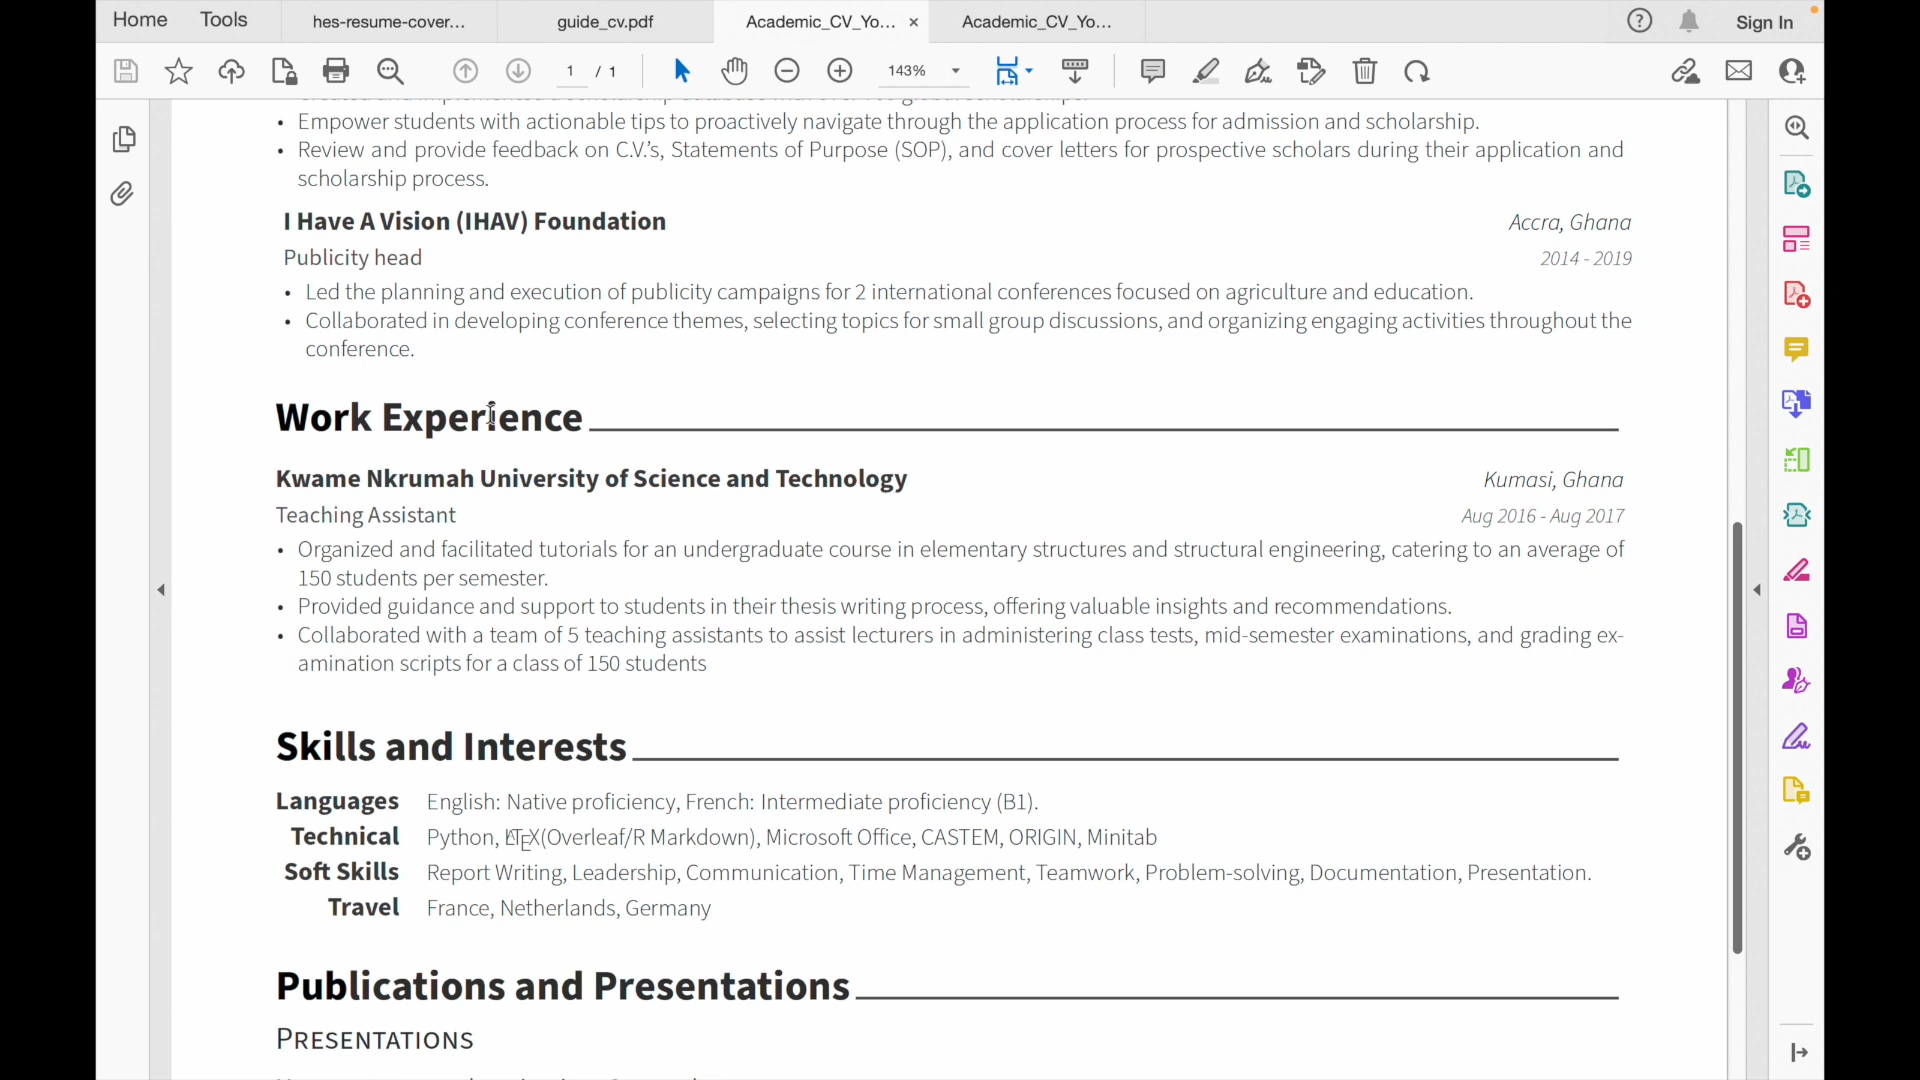 Home Tools hes-resume-cover... guide_cv.pdf Academic_CV_Yo... × Academic_CV_Yo... Sign In
1 / 1 143%
• Empower students with actionable tips to proactively navigate through the application process for admission and scholarship.
• Review and provide feedback on C.V.'s, Statements of Purpose (SOP), and cover letters for prospective scholars during their application and
scholarship process.
I Have A Vision (IHAV) Foundation Accra, Ghana
Publicity head 2014 - 2019
• Led the planning and execution of publicity campaigns for 2 international conferences focused on agriculture and education.
• Collaborated in developing conference themes, selecting topics for small group discussions, and organizing engaging activities throughout the
conference.
Work Experience
Kwame Nkrumah University of Science and Technology Kumasi, Ghana
Teaching Assistant Aug 2016 - Aug 2017
• Organized and facilitated tutorials for an undergraduate course in elementary structures and structural engineering, catering to an average of
150 students per semester.
• Provided guidance and support to students in their thesis writing process, offering valuable insights and recommendations.
• Collaborated with a team of 5 teaching assistants to assist lecturers in administering class tests, mid-semester examinations, and grading ex-
amination scripts for a class of 150 students
Skills and Interests
Languages English: Native proficiency, French: Intermediate proficiency (B1).
Technical Python, LATEX(Overleaf/R Markdown), Microsoft Office, CASTEM, ORIGIN, Minitab
Soft Skills Report Writing, Leadership, Communication, Time Management, Teamwork, Problem-solving, Documentation, Presentation.
Travel France, Netherlands, Germany
Publications and Presentations
PRESENTATIONS